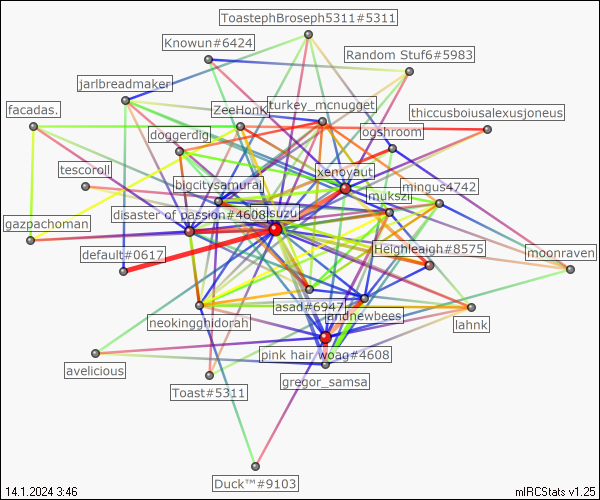 ToastephBroseph5311#5311
Knowun#6424
Random Stuf6#5983
jarlbreadmaker
facadas.
ZeeHonK
turkey_mcnugget
thiccusboiusalexusjoneus
doggerdig
ogshroom
tescoroll
xenovaut
bigcitysamurai
mukszi
mingus4742
disaster of passion#4608
gazpachoman
default#0617
Heighleaigh#8575
moonraven
asad#6947
andnewbees
neokingghidorah
lahnk
pink hair woag#4608
avelicious
gregor_samsa
Toast#5311
Duck™#9103
14.1.2024 3:46
mIRCStats v1.25